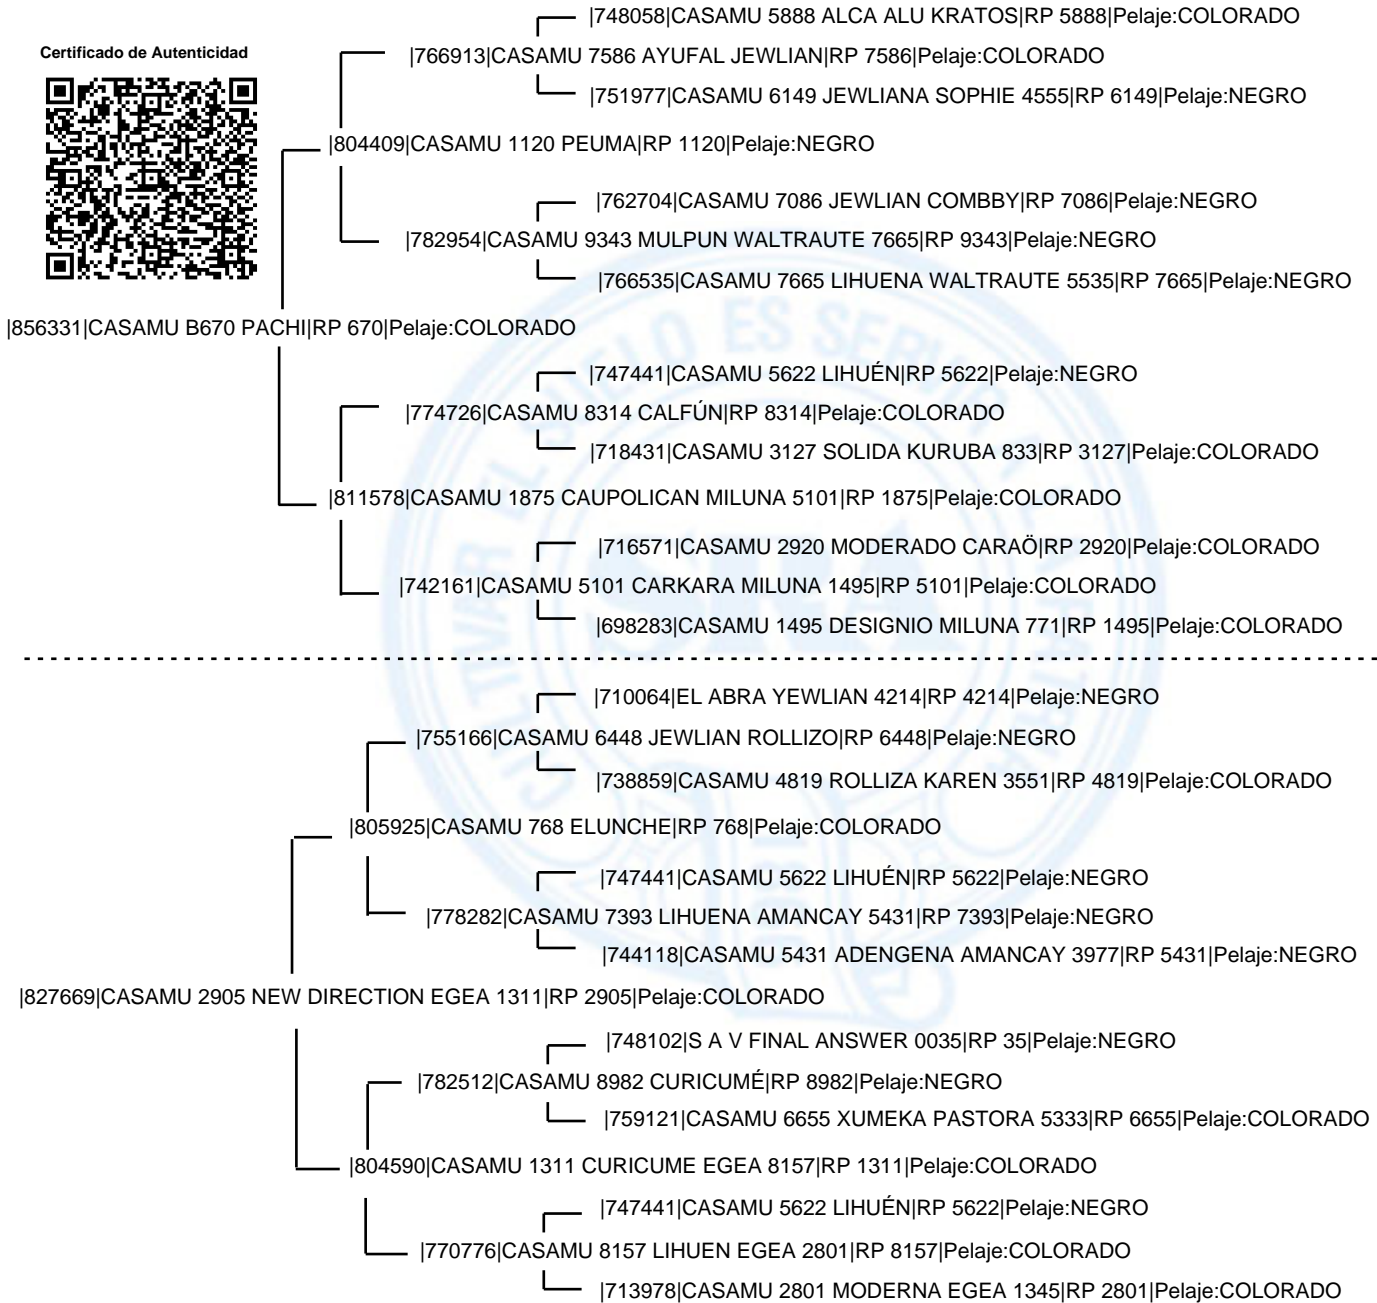 |748058|CASAMU 5888 ALCA ALU KRATOS|RP 5888|Pelaje:COLORADO
Certificado de Autenticidad
|766913|CASAMU 7586 AYUFAL JEWLIAN|RP 7586|Pelaje:COLORADO
|751977|CASAMU 6149 JEWLIANA SOPHIE 4555|RP 6149|Pelaje:NEGRO
|804409|CASAMU 1120 PEUMA|RP 1120|Pelaje:NEGRO
|762704|CASAMU 7086 JEWLIAN COMBBY|RP 7086|Pelaje:NEGRO
|782954|CASAMU 9343 MULPUN WALTRAUTE 7665|RP 9343|Pelaje:NEGRO
|766535|CASAMU 7665 LIHUENA WALTRAUTE 5535|RP 7665|Pelaje:NEGRO
|856331|CASAMU B670 PACHI|RP 670|Pelaje:COLORADO
|747441|CASAMU 5622 LIHUÉN|RP 5622|Pelaje:NEGRO
|774726|CASAMU 8314 CALFÚN|RP 8314|Pelaje:COLORADO
|718431|CASAMU 3127 SOLIDA KURUBA 833|RP 3127|Pelaje:COLORADO
|811578|CASAMU 1875 CAUPOLICAN MILUNA 5101|RP 1875|Pelaje:COLORADO
|716571|CASAMU 2920 MODERADO CARAÖ|RP 2920|Pelaje:COLORADO
|742161|CASAMU 5101 CARKARA MILUNA 1495|RP 5101|Pelaje:COLORADO
|698283|CASAMU 1495 DESIGNIO MILUNA 771|RP 1495|Pelaje:COLORADO
|710064|EL ABRA YEWLIAN 4214|RP 4214|Pelaje:NEGRO
|755166|CASAMU 6448 JEWLIAN ROLLIZO|RP 6448|Pelaje:NEGRO
|738859|CASAMU 4819 ROLLIZA KAREN 3551|RP 4819|Pelaje:COLORADO
|805925|CASAMU 768 ELUNCHE|RP 768|Pelaje:COLORADO
|747441|CASAMU 5622 LIHUÉN|RP 5622|Pelaje:NEGRO
|778282|CASAMU 7393 LIHUENA AMANCAY 5431|RP 7393|Pelaje:NEGRO
|744118|CASAMU 5431 ADENGENA AMANCAY 3977|RP 5431|Pelaje:NEGRO
|827669|CASAMU 2905 NEW DIRECTION EGEA 1311|RP 2905|Pelaje:COLORADO
|748102|S A V FINAL ANSWER 0035|RP 35|Pelaje:NEGRO
|782512|CASAMU 8982 CURICUMÉ|RP 8982|Pelaje:NEGRO
|759121|CASAMU 6655 XUMEKA PASTORA 5333|RP 6655|Pelaje:COLORADO
|804590|CASAMU 1311 CURICUME EGEA 8157|RP 1311|Pelaje:COLORADO
|747441|CASAMU 5622 LIHUÉN|RP 5622|Pelaje:NEGRO
|770776|CASAMU 8157 LIHUEN EGEA 2801|RP 8157|Pelaje:COLORADO
|713978|CASAMU 2801 MODERNA EGEA 1345|RP 2801|Pelaje:COLORADO
CULTIVAR EL SUELO ES SERVIR A LA PATRIA
SRA
1866